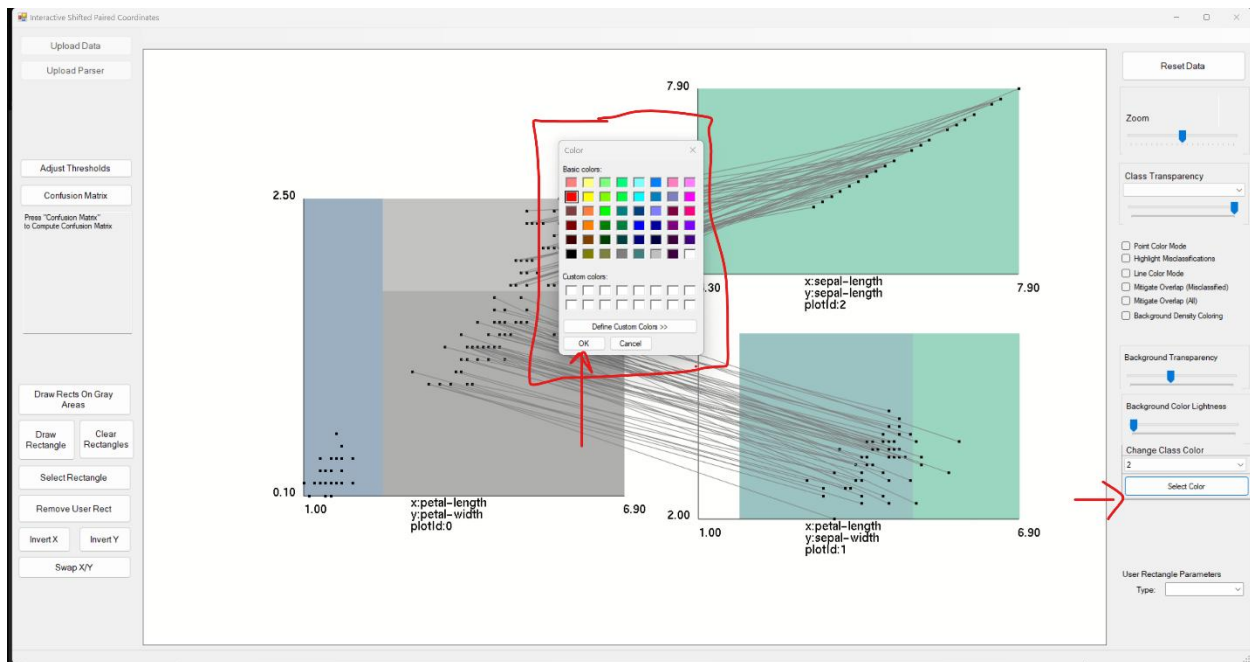 Interactive Shifted Paired Coordinates
Upload Data
Upload Parser
Adjust Thresholds
Confusion Matrix
Press "Confusion Matrix"
to Compute Confusion Matrix
Draw Rects On Gray
Areas
Draw
Rectangle
Clear
Rectangles
Select Rectangle
Remove User Rect
Invert X
Invert Y
Swap X/Y
2.50
0.10
1.00
x:petal-length
y:petal-width
plotId:0
6.90
7.90
.30
x:sepal-length
y:sepal-length
plotId:2
7.90
2.00
1.00
x:petal-length
y:sepal-width
plotId:1
6.90
Color
Basic colors:
Custom colors:
Define Custom Colors >>
OK
Cancel
Reset Data
Zoom
Class Transparency
Point Color Mode
Highlight Misclassifications
Line Color Mode
Mitigate Overlap (Misclassified)
Mitigate Overlap (All)
Background Density Coloring
Background Transparency
Background Color Lightness
Change Class Color
2
Select Color
User Rectangle Parameters
Type: